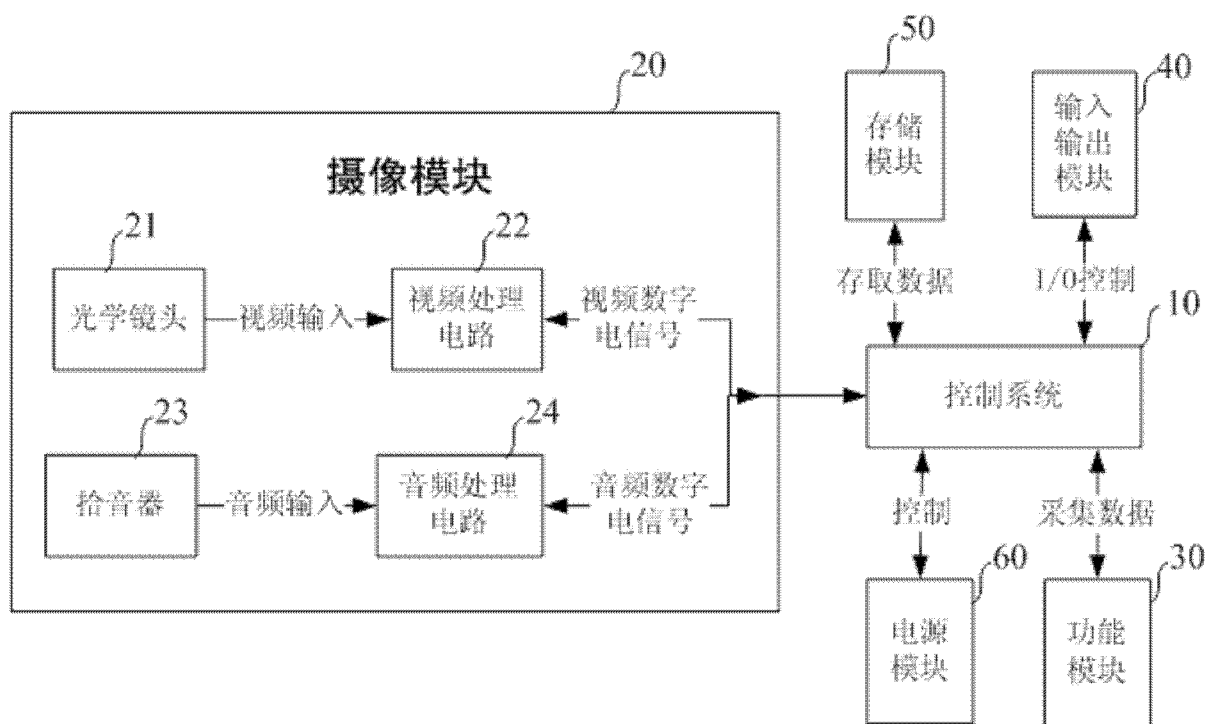 20
摄像模块
21
光学镜头
视频输入
22
视频处理
电路
视频数字
电信号
23
拾音器
音频输入
24
音频处理
电路
音频数字
电信号
50
存储
模块
存取数据
40
输入
输出
模块
I/O控制
10
控制系统
控制
60
电源
模块
采集数据
30
功能
模块